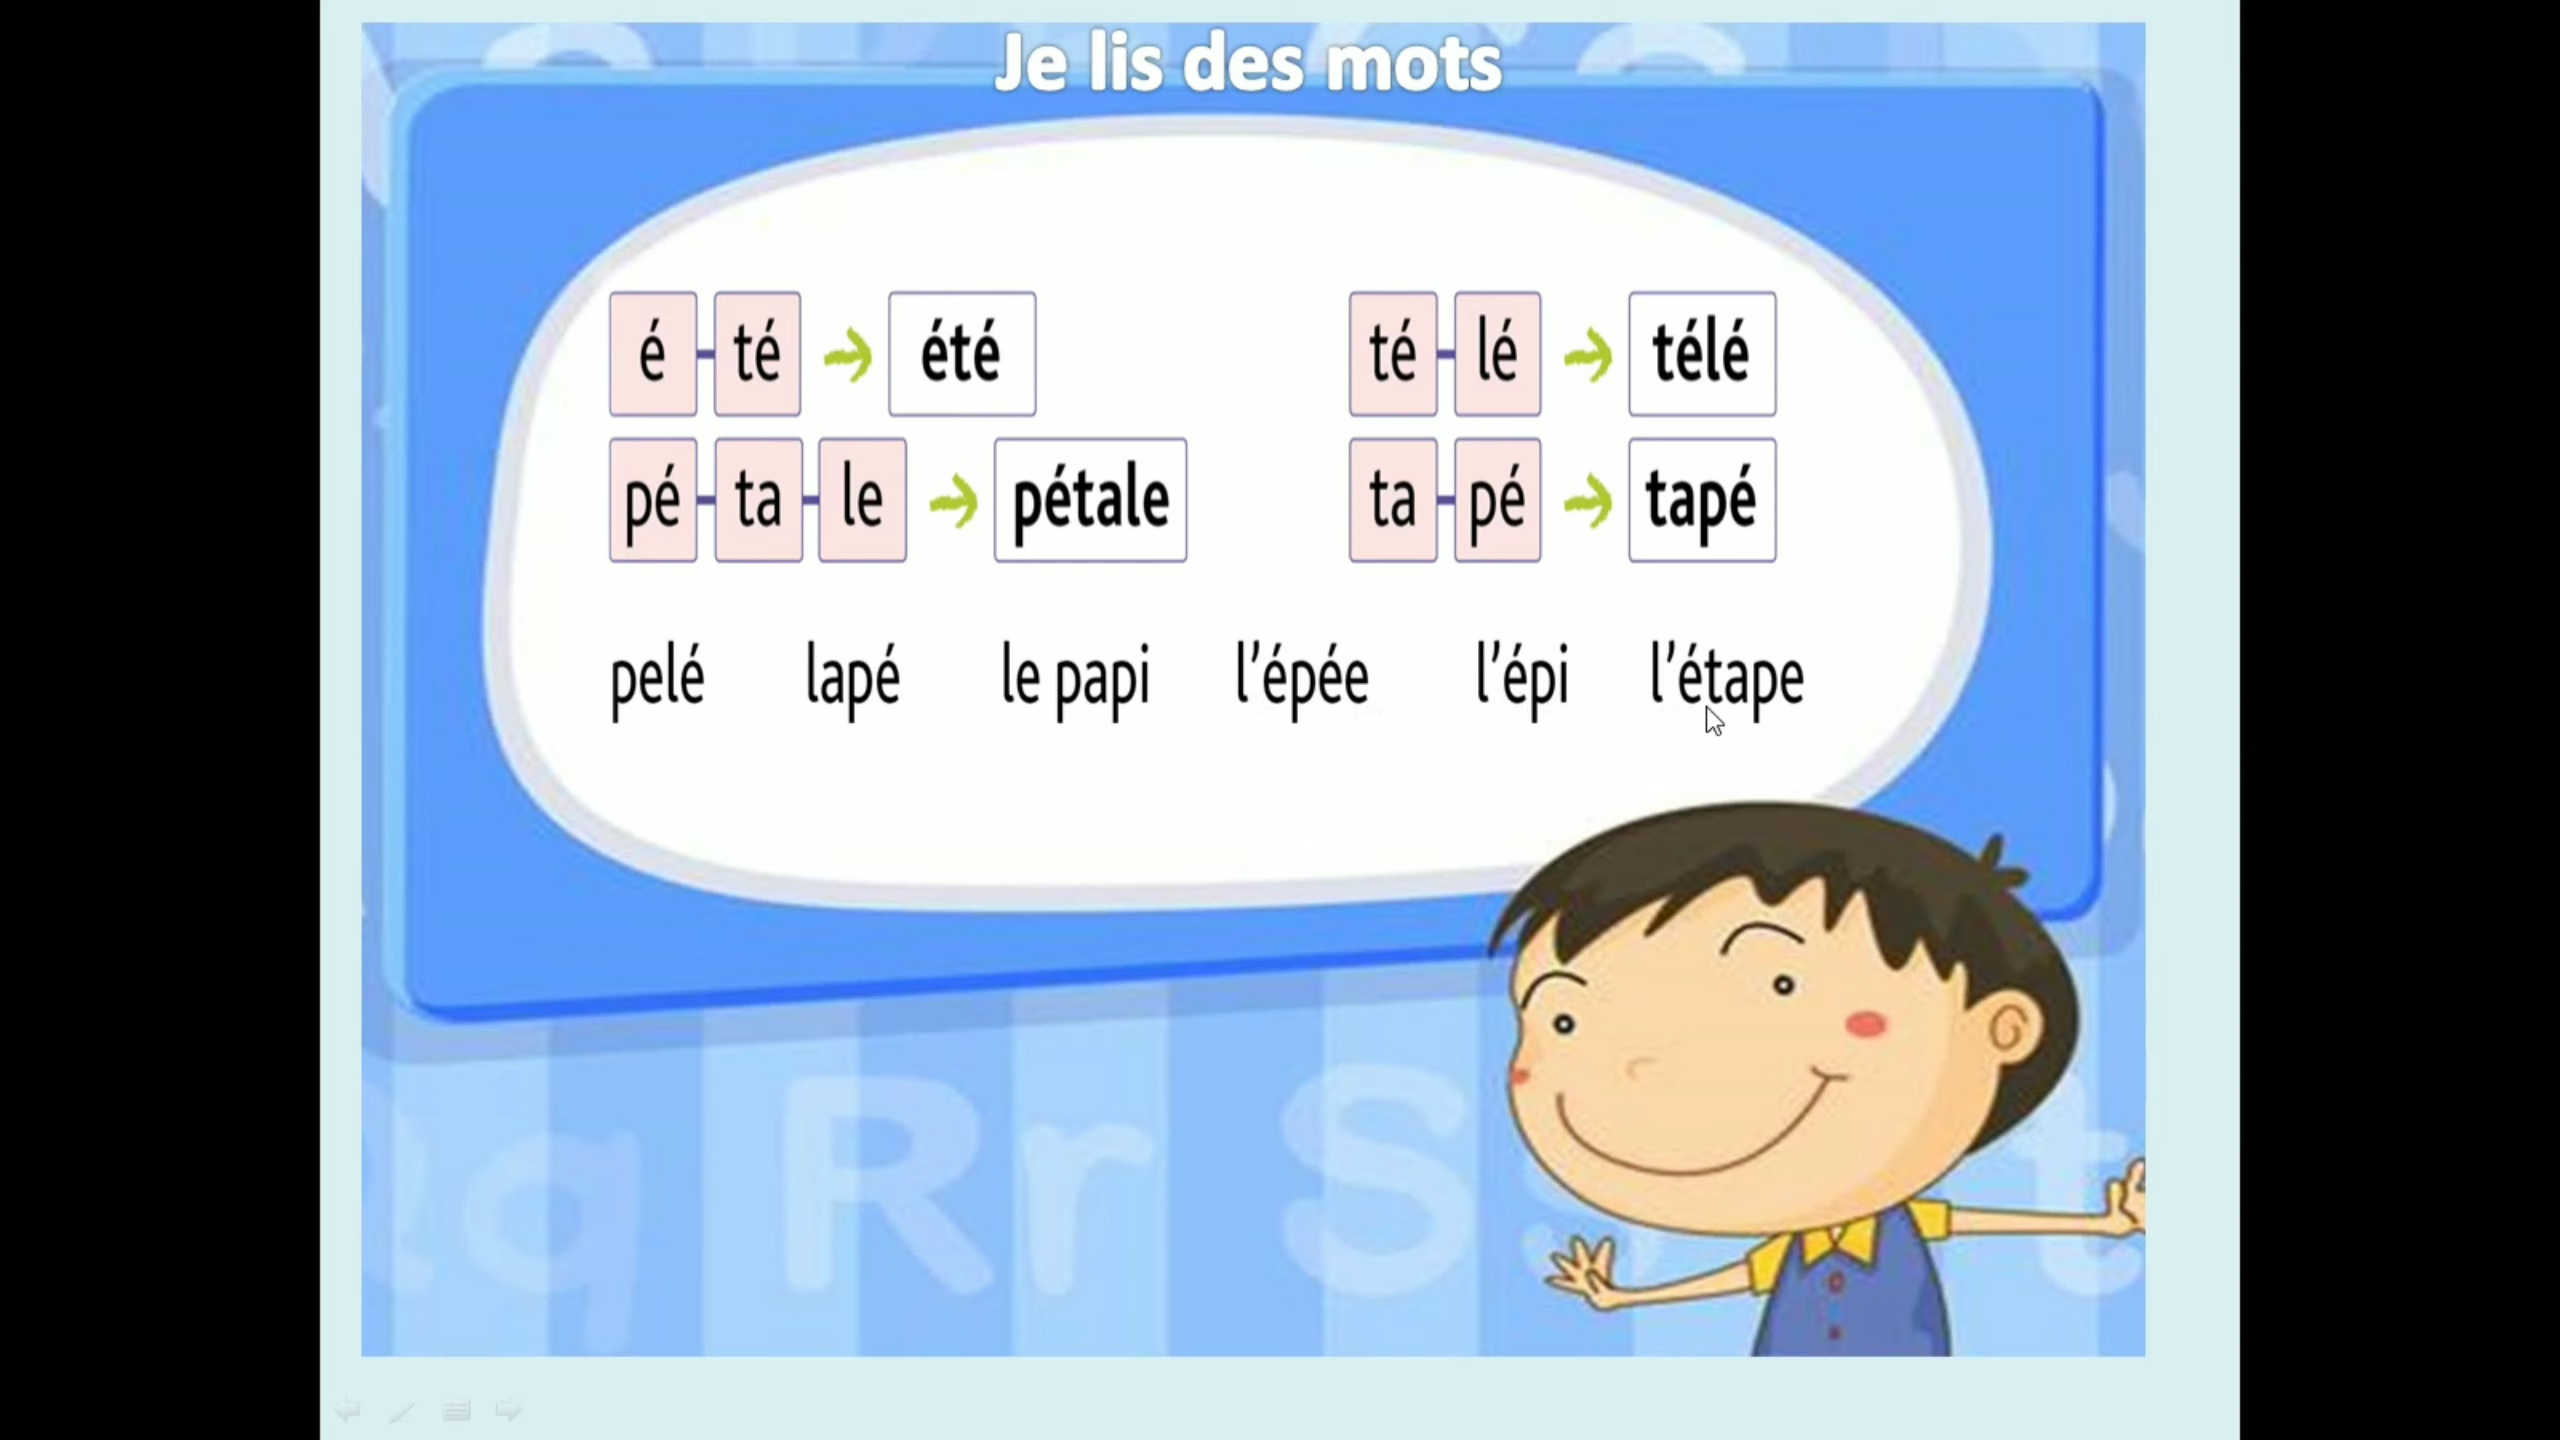 Je lis des mots
é - té → été té - lé → télé
pé - ta - le → pétale ta - pé → tapé
pelé lapé le papi l’épée l’épi l’étape
q Rr S t